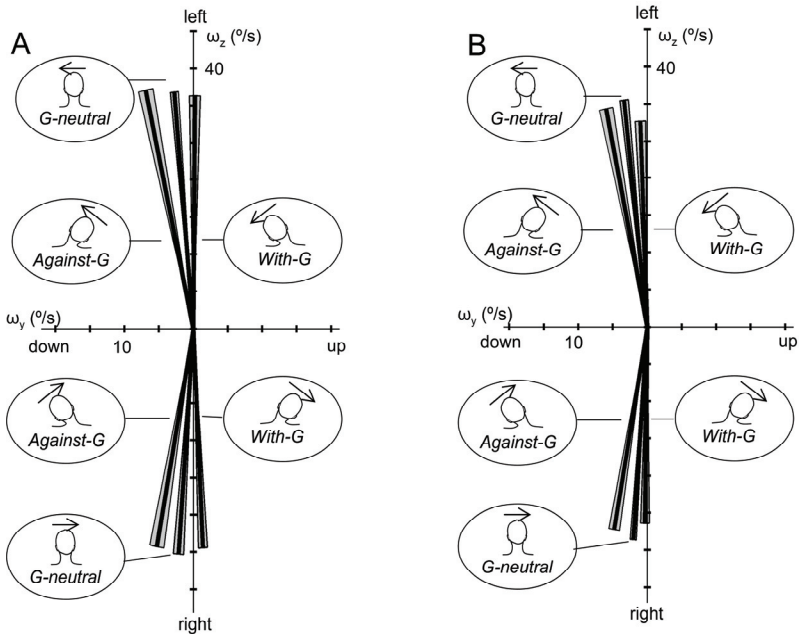 A
left
ωz (º/s)
40
G-neutral
Against-G
With-G
ωy (º/s)
down
10
up
Against-G
With-G
G-neutral
right
B
left
ωz (º/s)
40
G-neutral
Against-G
With-G
ωy (º/s)
down
10
up
Against-G
With-G
G-neutral
right